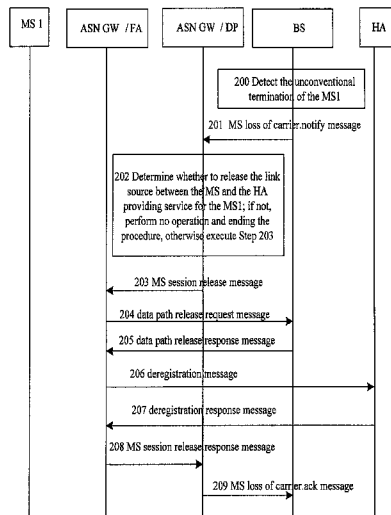 MS 1
ASN GW / FA
ASN GW / DP
BS
HA
200 Detect the unconventional
termination of the MS1
201 MS loss of carrier.notify message
202 Determine whether to release the link
source between the MS and the HA
providing service for the MS1; if not,
perform no operation and ending the
procedure, otherwise execute Step 203
203 MS session release message
204 data path release request message
205 data path release response message
206 deregistration message
207 deregistration response message
208 MS session release response message
209 MS loss of carrier.ack message